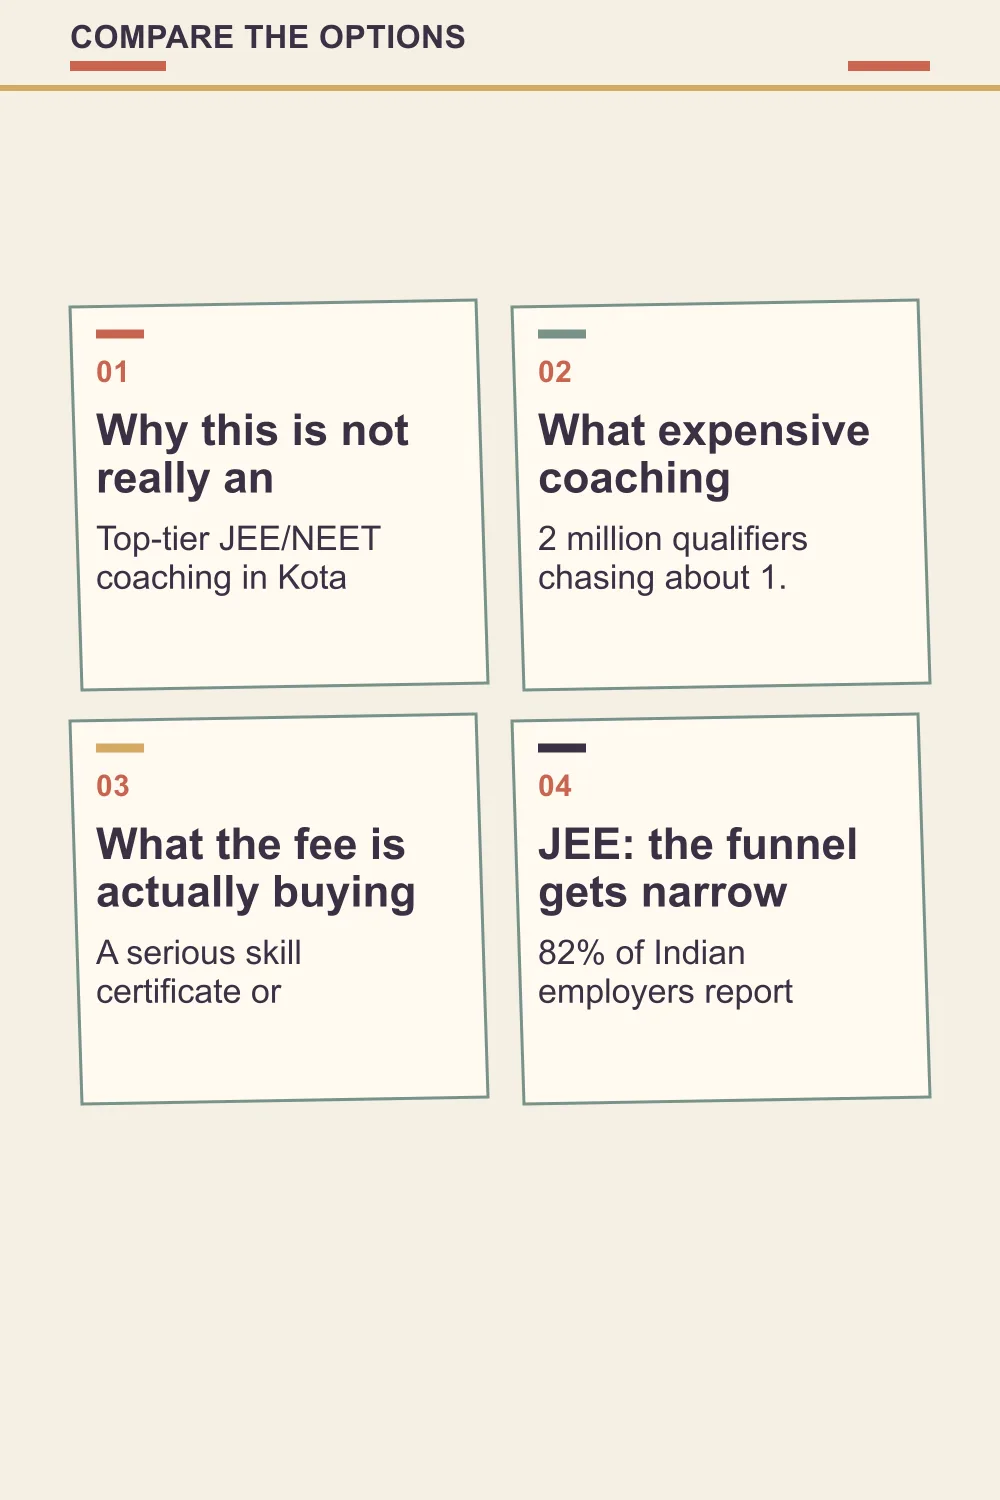 COMPARE THE OPTIONS
01
Why this is not
really an
Top-tier JEE/NEET
coaching in Kota
02
What expensive
coaching
2 million qualifiers
chasing about 1.
03
What the fee is
actually buying
A serious skill
certificate or
04
JEE: the funnel
gets narrow
82% of Indian
employers report